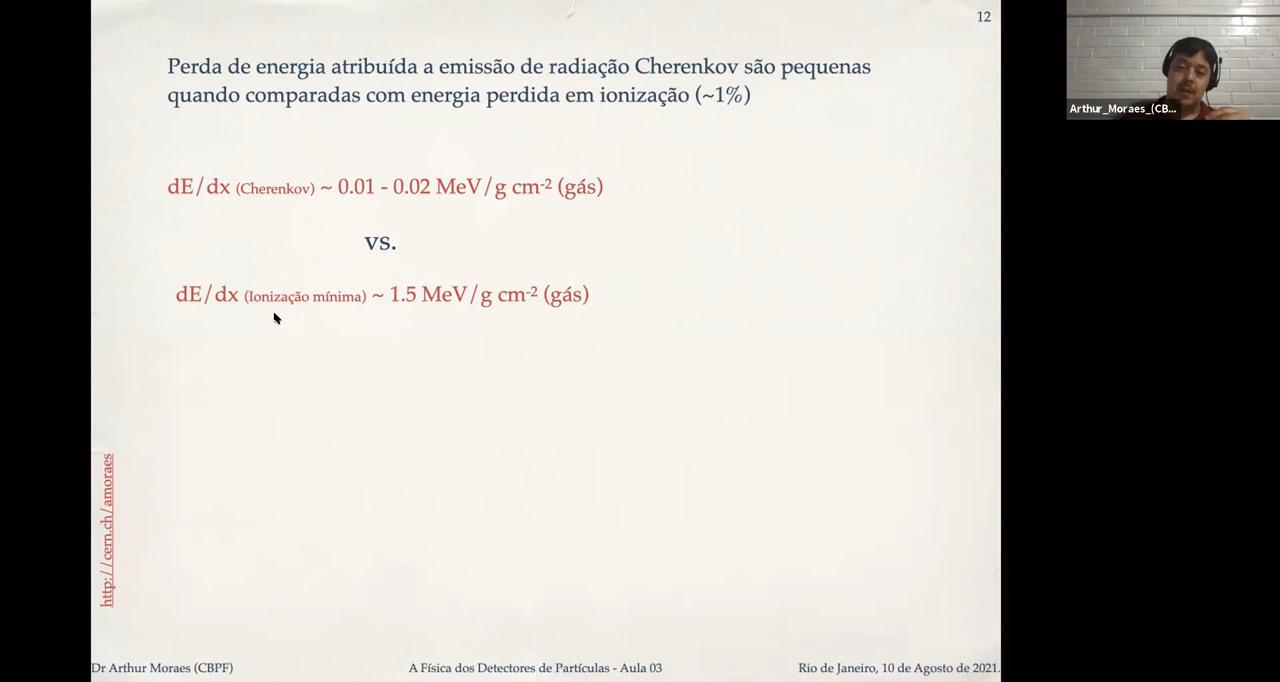 12
Perda de energia atribuída a emissão de radiação Cherenkov são pequenas
quando comparadas com energia perdida em ionização (~1%)
dE/dx (Cherenkov) ~ 0.01 - 0.02 MeV/g cm⁻² (gás)
vs.
dE/dx (Ionização mínima) ~ 1.5 MeV/g cm⁻² (gás)
http://cern.ch/amoraes
Dr Arthur Moraes (CBPF)
A Física dos Detectores de Partículas - Aula 03
Rio de Janeiro, 10 de Agosto de 2021.
Arthur_Moraes_(CB...